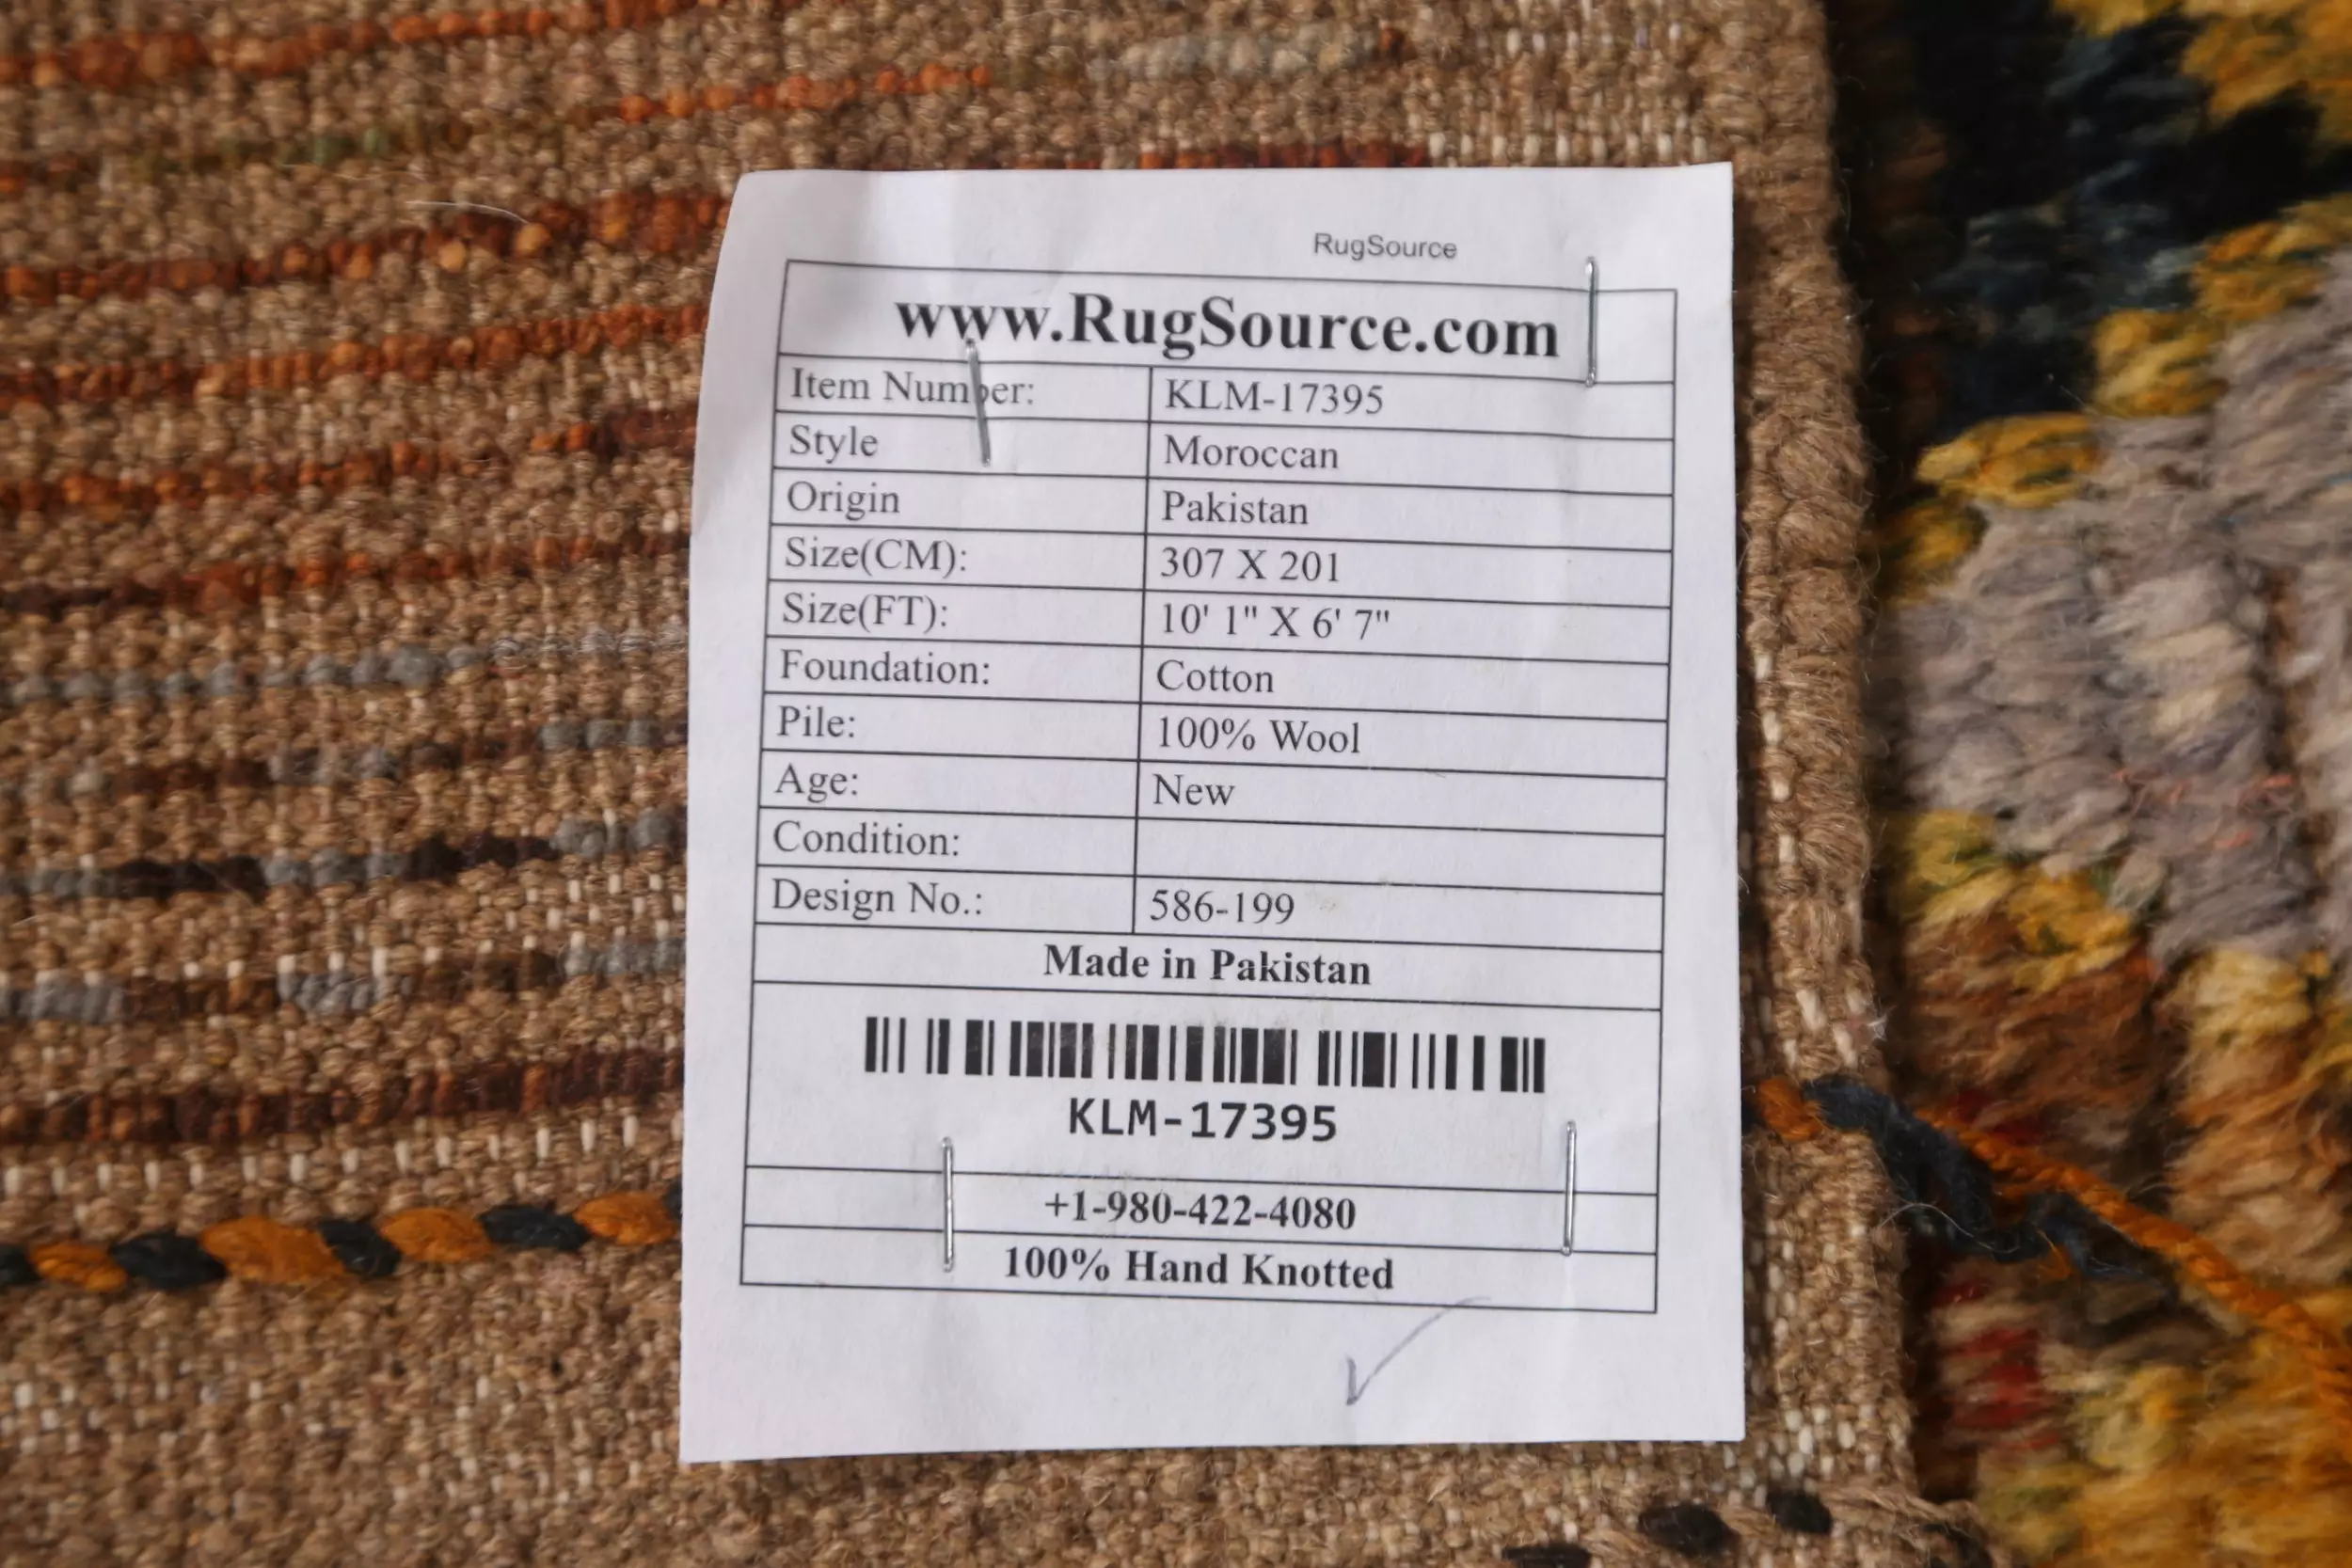 RugSource
www.RugSource.com
Item Number: KLM-17395
Style Moroccan
Origin Pakistan
Size(CM): 307 X 201
Size(FT): 10' 1" X 6' 7"
Foundation: Cotton
Pile: 100% Wool
Age: New
Condition:
Design No.: 586-199
Made in Pakistan
KLM-17395
+1-980-422-4080
100% Hand Knotted